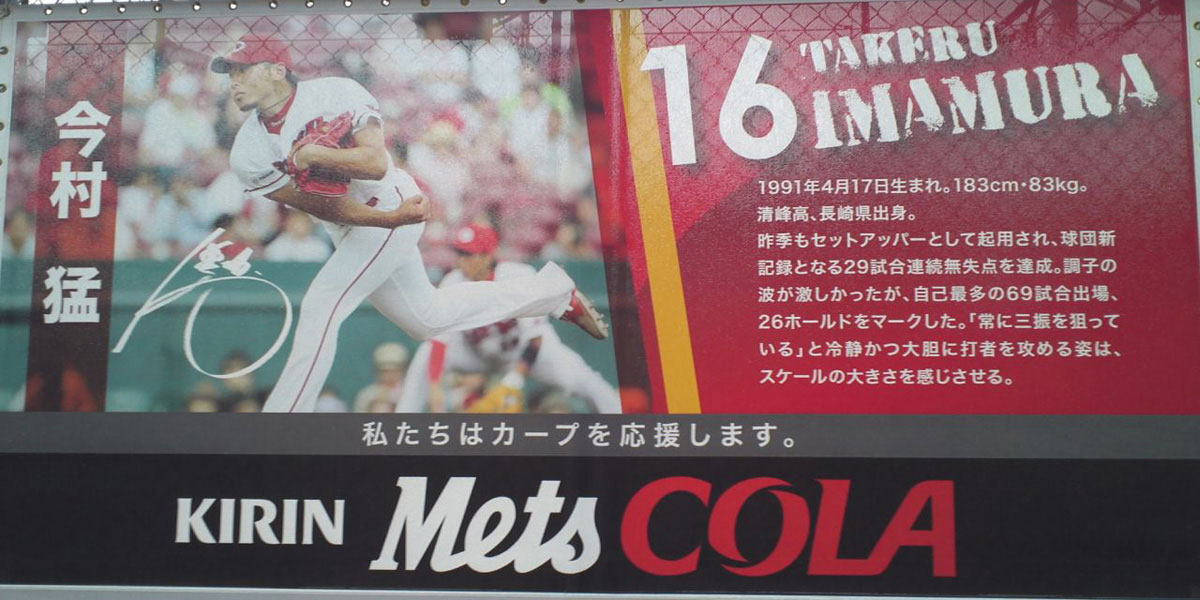 今村 猛
16
TAKERU
IMAMURA
1991年4月17日生まれ。183cm・83kg。
清峰高、長崎県出身。
昨季もセットアッパーとして起用され、球団新
記録となる29試合連続無失点を達成。調子の
波が激しかったが、自己最多の69試合出場、
26ホールドをマークした。「常に三振を狙って
いる」と冷静かつ大胆に打者を攻める姿は、
スケールの大きさを感じさせる。
私たちはカープを応援します。
KIRIN Mets COLA